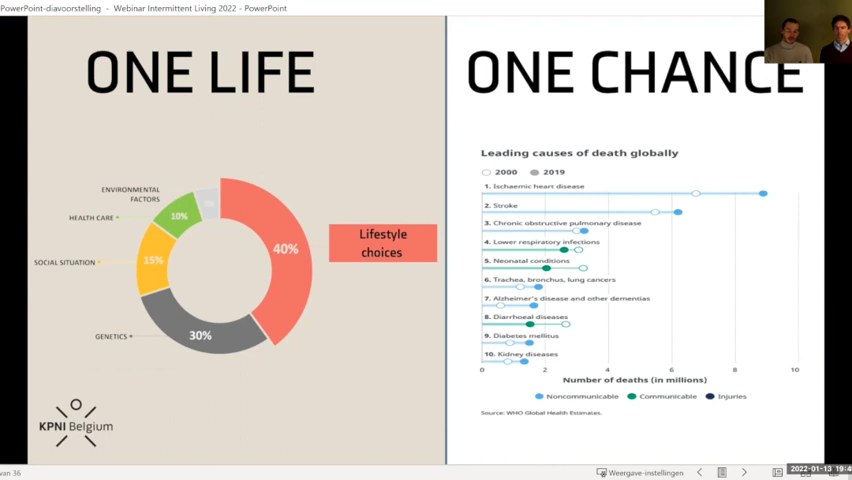 PowerPoint-diavoorstelling - Webinar Intermittent Living 2022 - PowerPoint
ONE LIFE
ENVIRONMENTAL
FACTORS
HEALTH CARE
10%
SOCIAL SITUATION
15%
GENETICS
30%
40%
Lifestyle
choices
KPNI Belgium
ONE CHANCE
Leading causes of death globally
2000 2019
1. Ischaemic heart disease
2. Stroke
3. Chronic obstructive pulmonary disease
4. Lower respiratory infections
5. Neonatal conditions
6. Trachea, bronchus, lung cancers
7. Alzheimer's disease and other dementias
8. Diarrhoeal diseases
9. Diabetes mellitus
10. Kidney diseases
0 2 4 6 8 10
Number of deaths (in millions)
Noncommunicable Communicable Injuries
Source: WHO Global Health Estimates.
van 36
Weergave-instellingen
2022-01-13